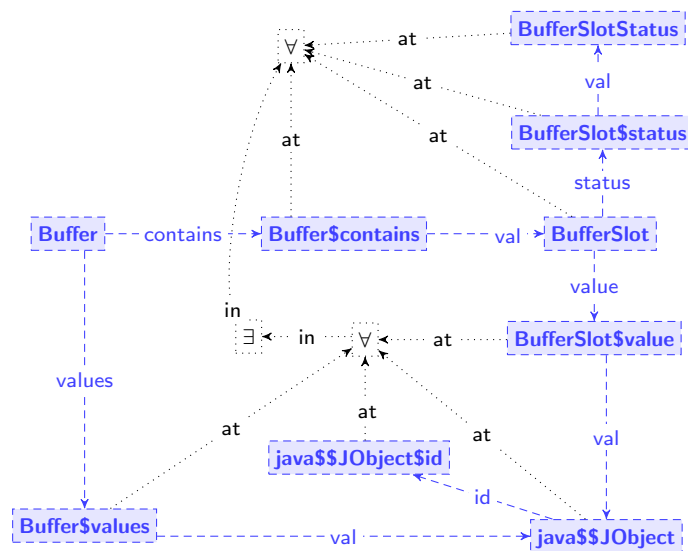 BufferSlotStatus
∀
at
at
val
BufferSlot$status
at
at
status
Buffer
contains
Buffer$contains
val
BufferSlot
value
in
∃
in
∀
at
BufferSlot$value
values
at
at
at
val
java$$JObject$id
id
Buffer$values
val
java$$JObject